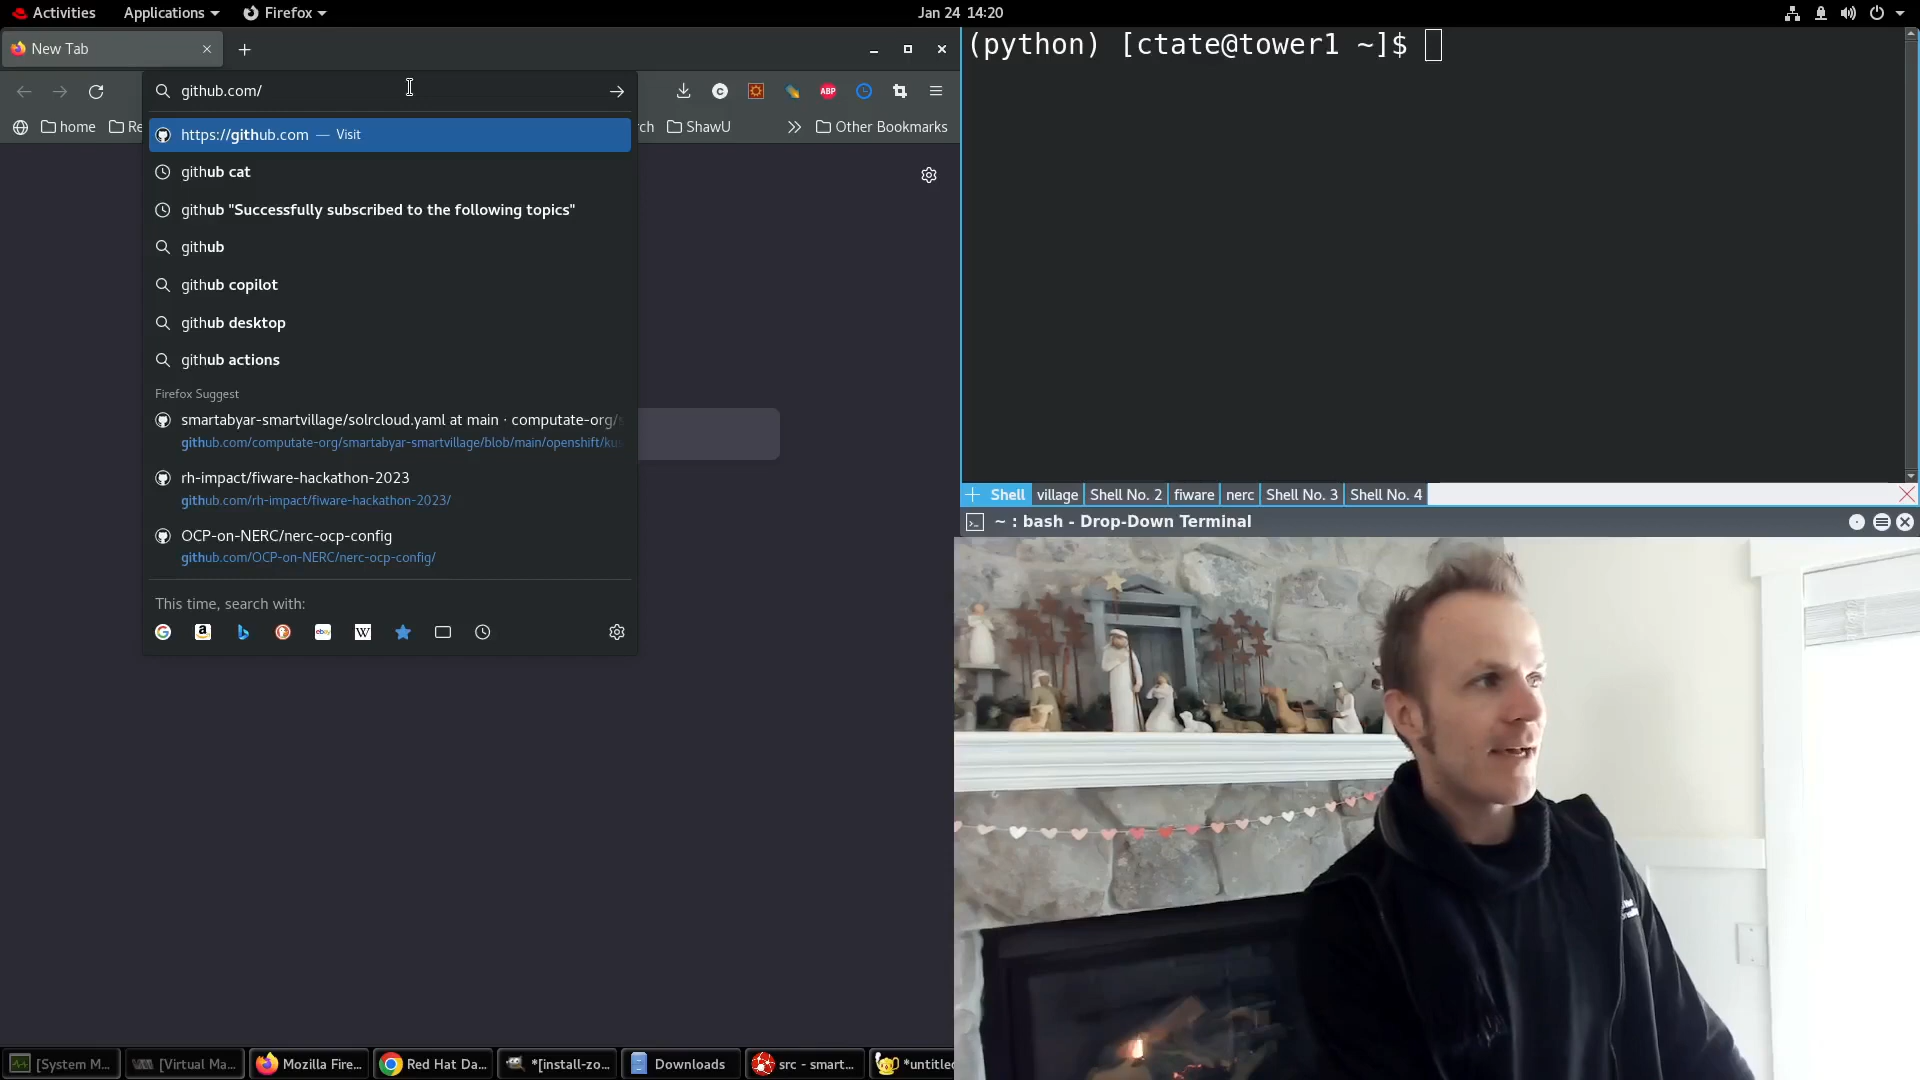 Activities Applications Firefox Jan 24 14:20
New Tab
(python) [ctate@tower1 ~]$
github.com/
home Re rch ShawU Other Bookmarks
https://github.com — Visit
github cat
github "Successfully subscribed to the following topics"
github
github copilot
github desktop
github actions
Firefox Suggest
smartabyar-smartvillage/solrcloud.yaml at main · computate-org/s
github.com/computate-org/smartabyar-smartvillage/blob/main/openshift/kus
rh-impact/fiware-hackathon-2023
github.com/rh-impact/fiware-hackathon-2023/
OCP-on-NERC/nerc-ocp-config
github.com/OCP-on-NERC/nerc-ocp-config/
This time, search with:
Shell village Shell No. 2 fiware nerc Shell No. 3 Shell No. 4
~ : bash - Drop-Down Terminal
[System M... [Virtual Ma... Mozilla Fire... Red Hat Da... *[install-zo... Downloads src - smart... *untitled